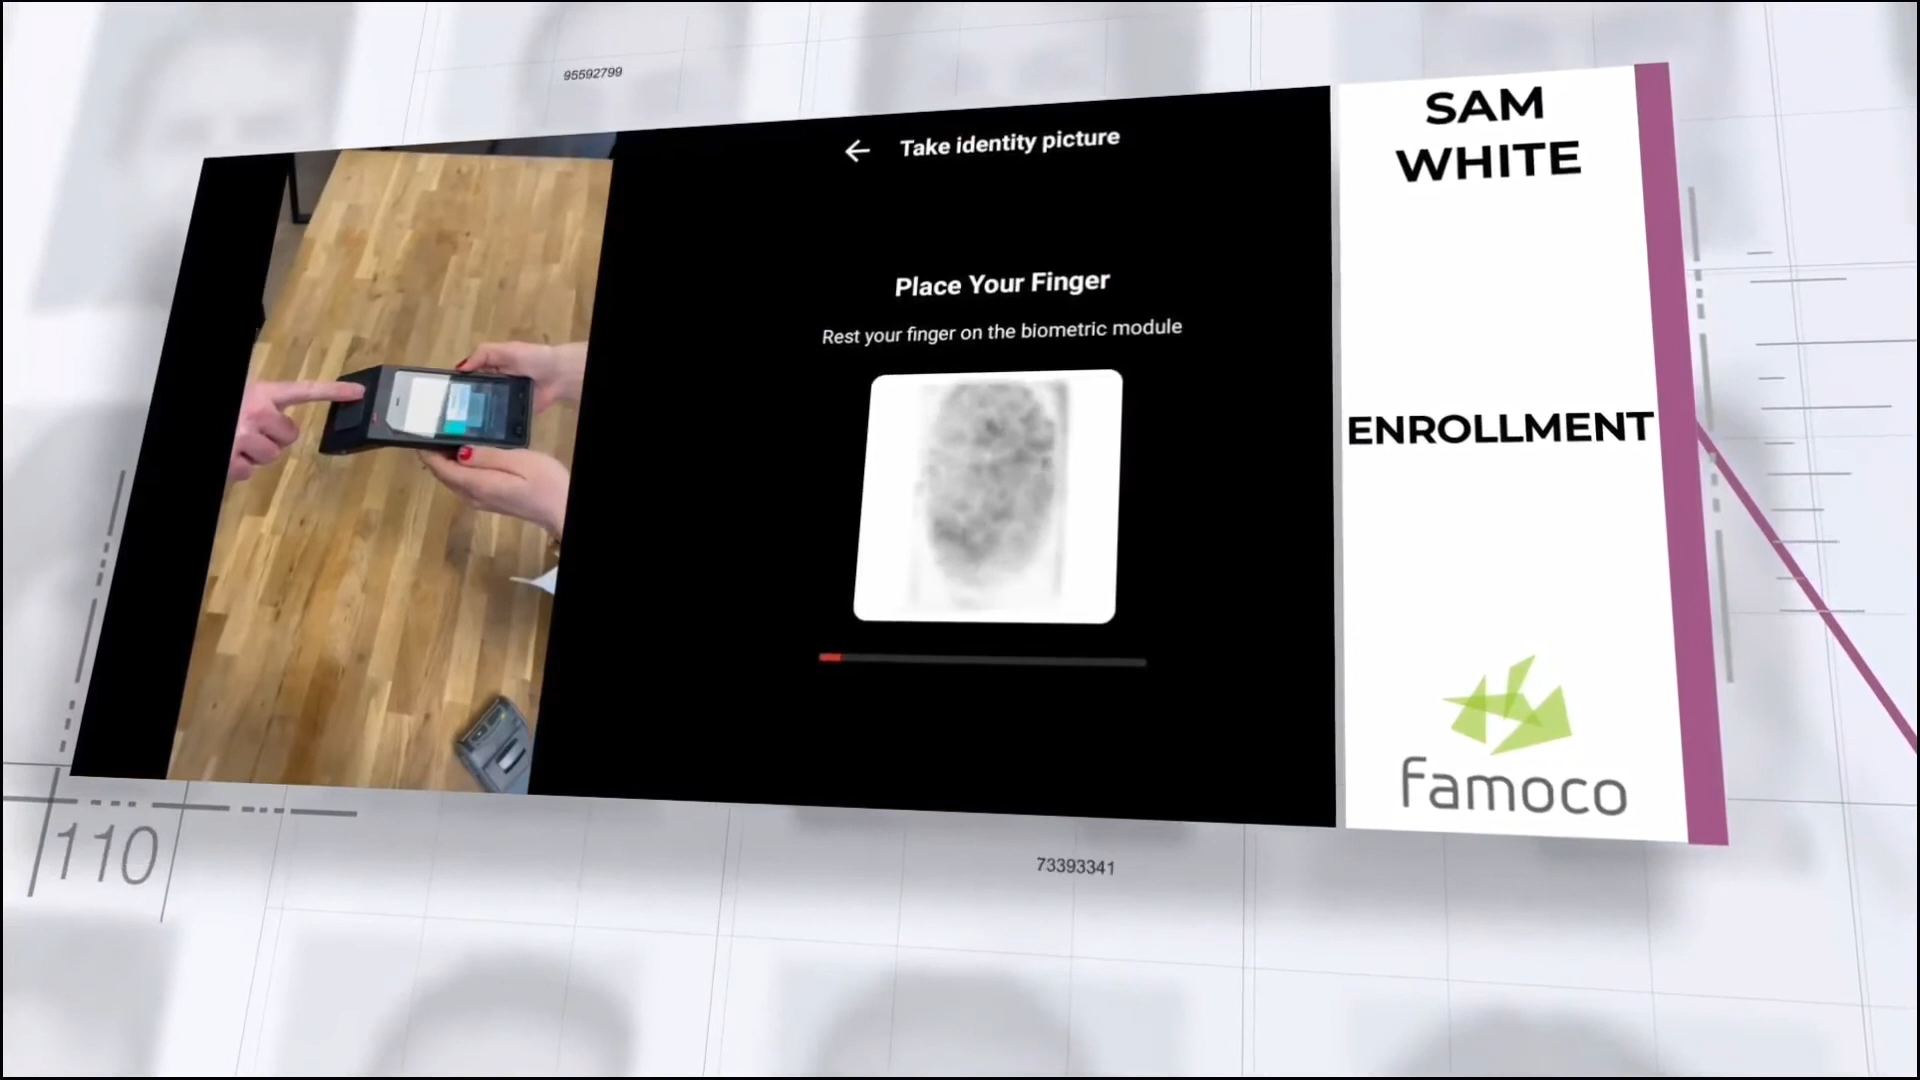 95592799
Take identity picture
Place Your Finger
Rest your finger on the biometric module
SAM
WHITE
ENROLLMENT
famoco
110
73393341